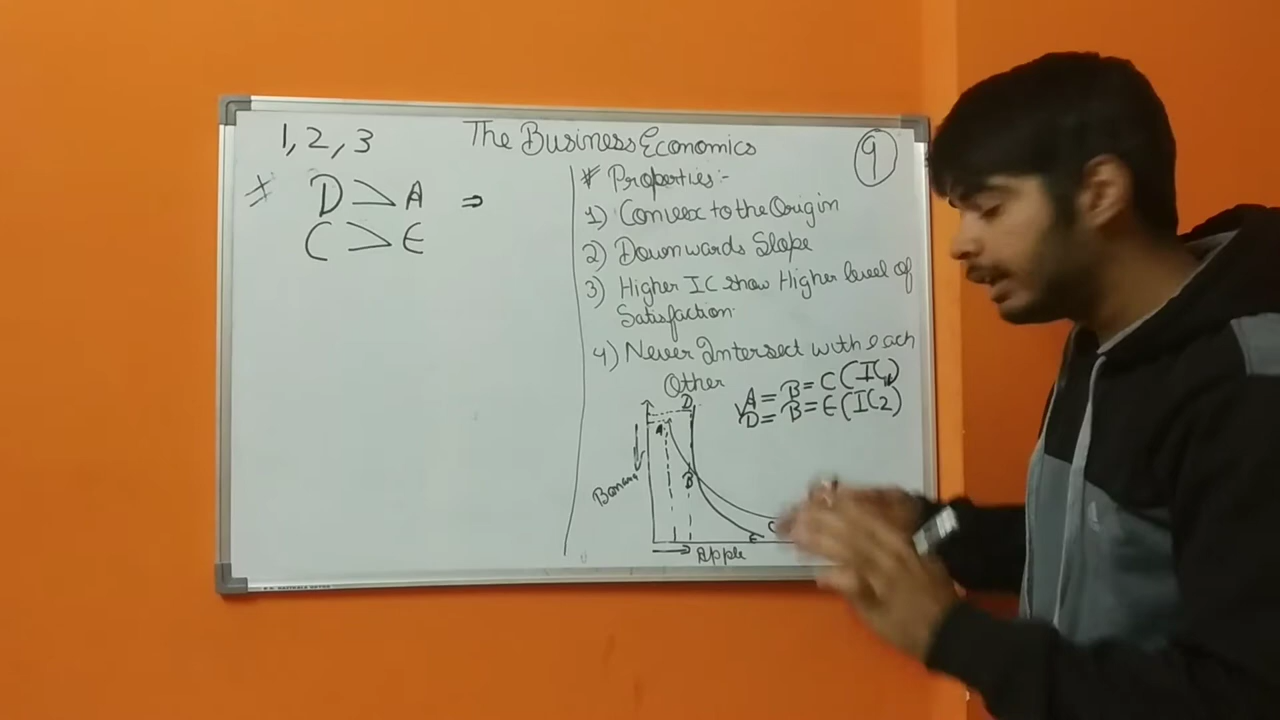 1, 2, 3
The Business Economics
9
D > A ⇒
C > E
# Properties:-
1) Convex to the Origin
2) Downwards Slope
3) Higher IC show Higher level of
Satisfaction.
4) Never Intersect with each
Other
A = B = C (IC1)
D = B = E (IC2)
D
A
B
C
E
Apple